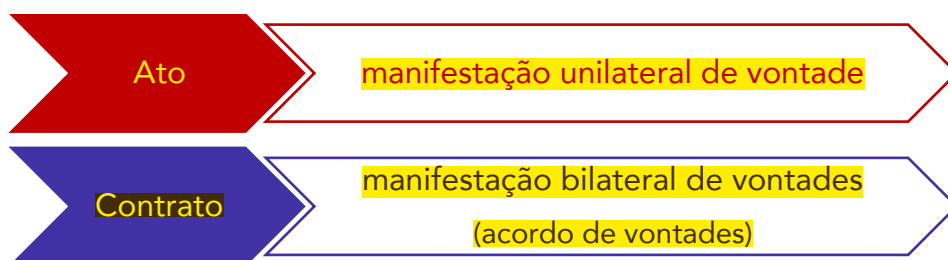 Ato
manifestação unilateral de vontade
Contrato
manifestação bilateral de vontades
(acordo de vontades)